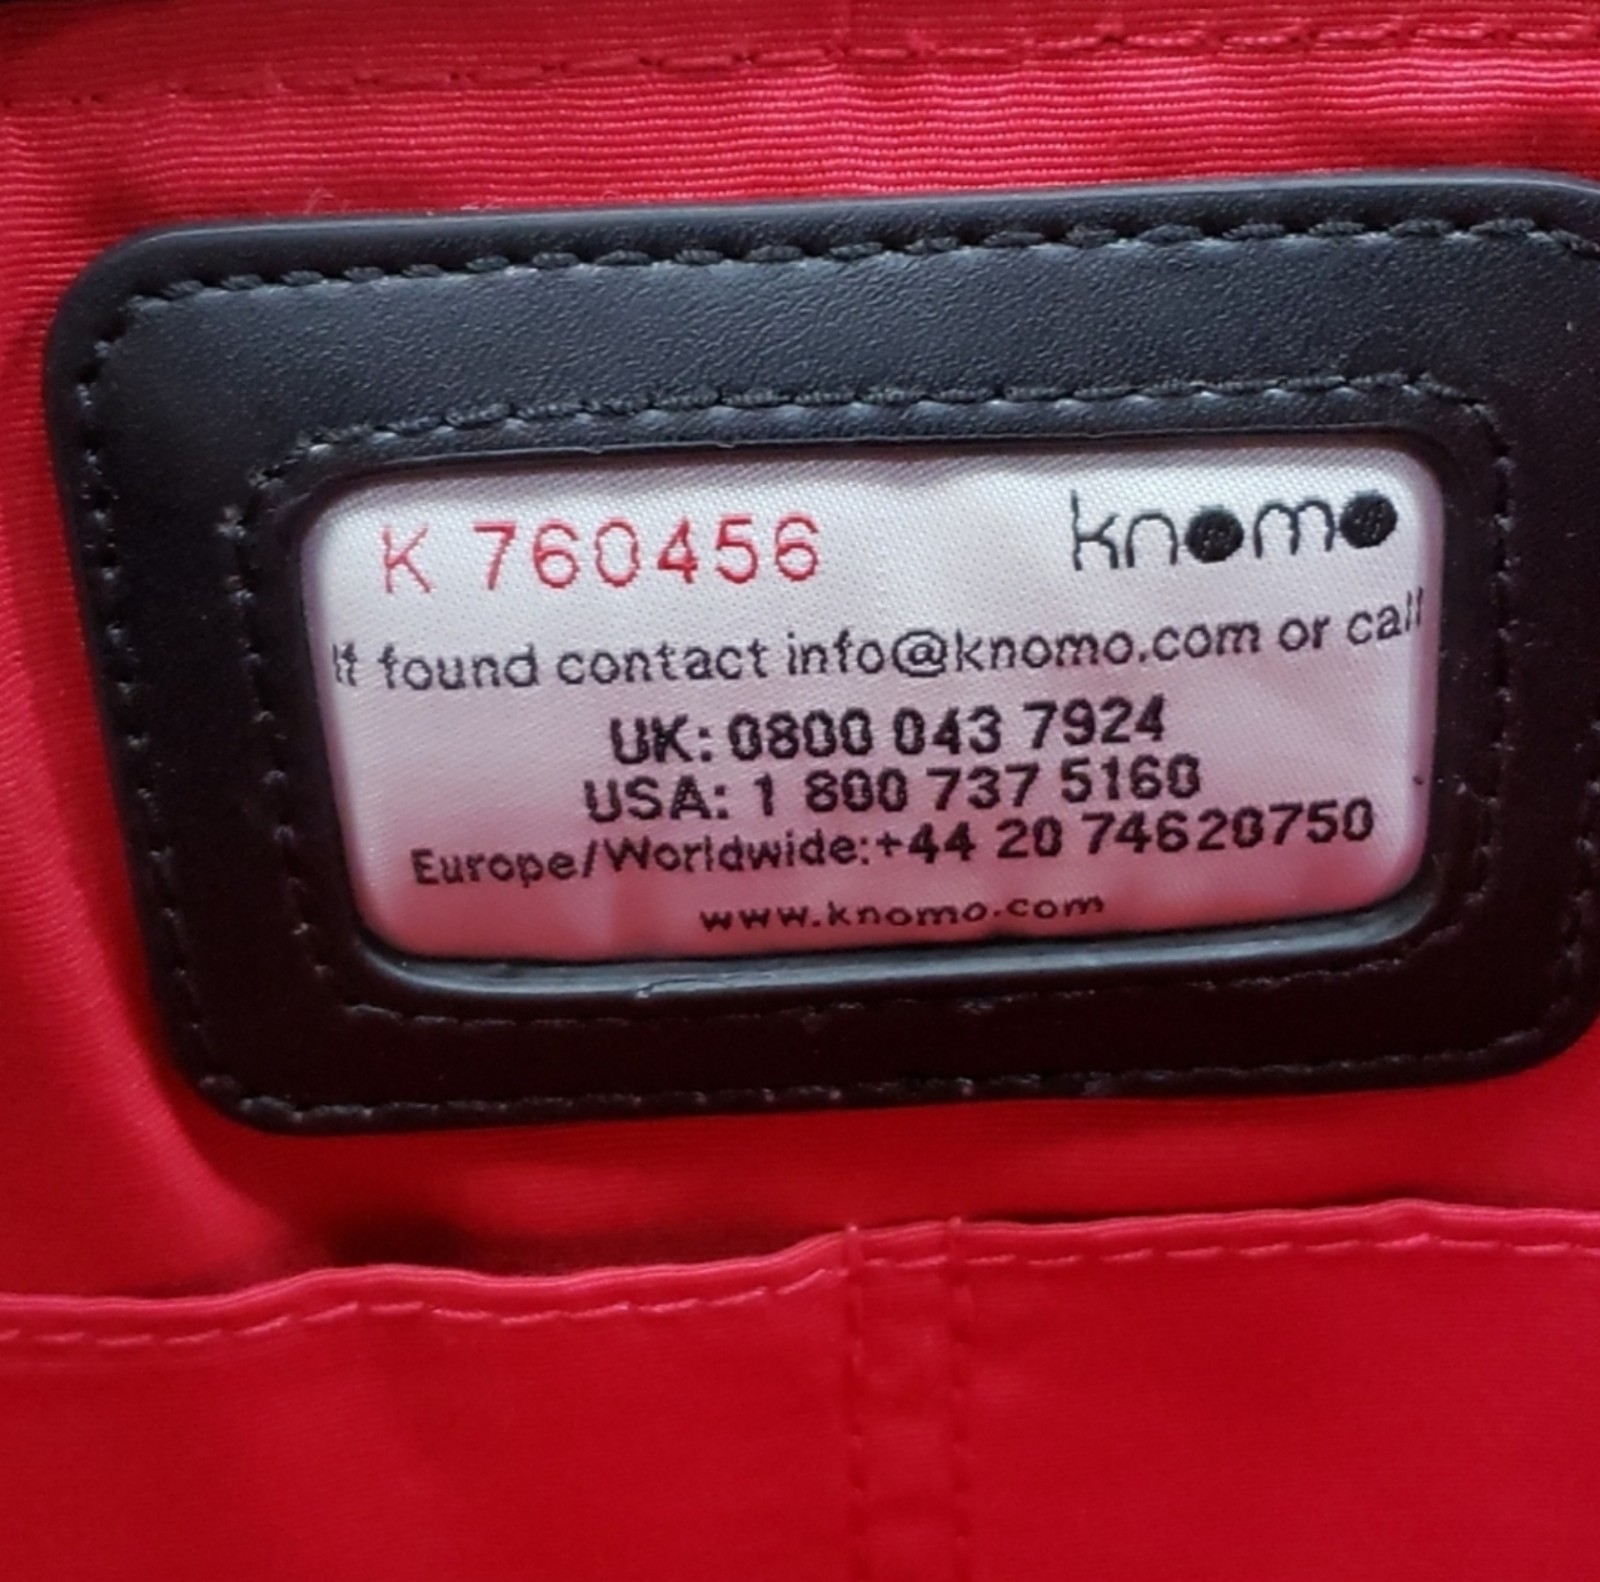 K 760456 knomo
If found contact info@knomo.com or call
UK: 0800 043 7924
USA: 1 800 737 5160
Europe/Worldwide:+44 20 74620750
www.knomo.com